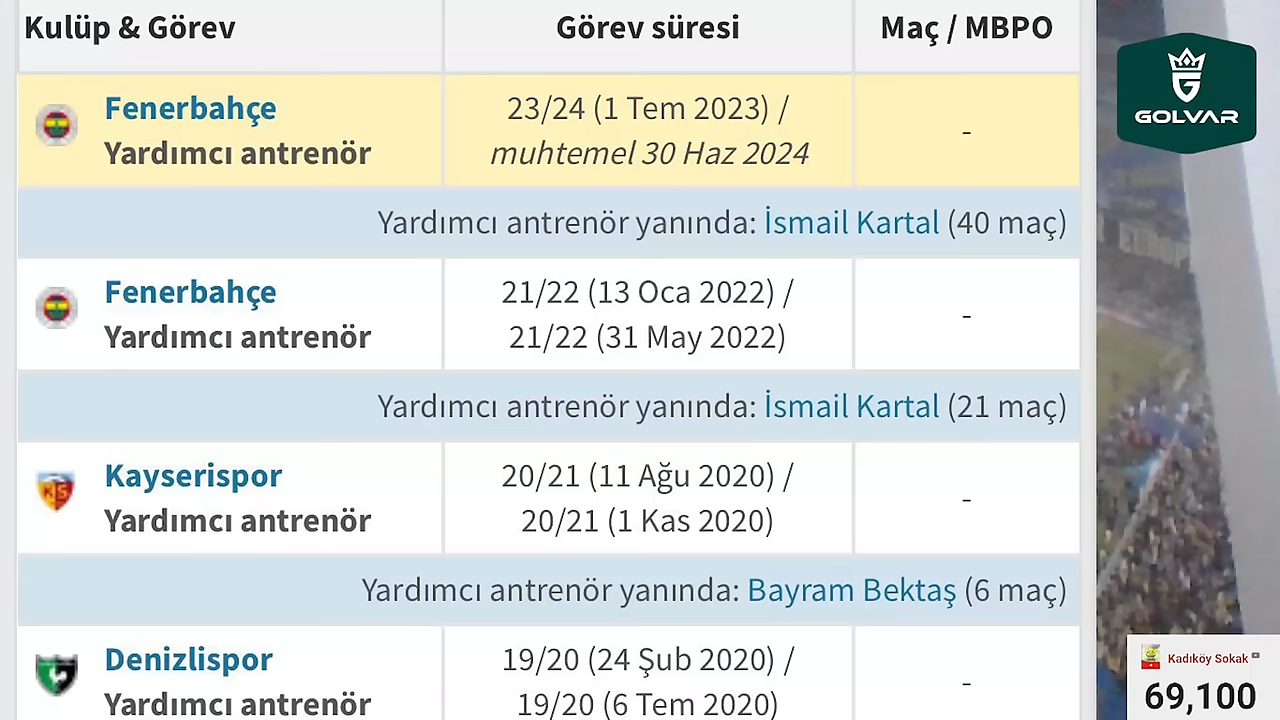 Kulüp & Görev Görev süresi Maç / MBPO
Fenerbahçe
Yardımcı antrenör
23/24 (1 Tem 2023) /
muhtemel 30 Haz 2024
-
Yardımcı antrenör yanında: İsmail Kartal (40 maç)
Fenerbahçe
Yardımcı antrenör
21/22 (13 Oca 2022) /
21/22 (31 May 2022)
-
Yardımcı antrenör yanında: İsmail Kartal (21 maç)
Kayserispor
Yardımcı antrenör
20/21 (11 Ağu 2020) /
20/21 (1 Kas 2020)
-
Yardımcı antrenör yanında: Bayram Bektaş (6 maç)
Denizlispor
Yardımcı antrenör
19/20 (24 Şub 2020) /
19/20 (6 Tem 2020)
-
GOLVAR
Kadıköy Sokak
69,100